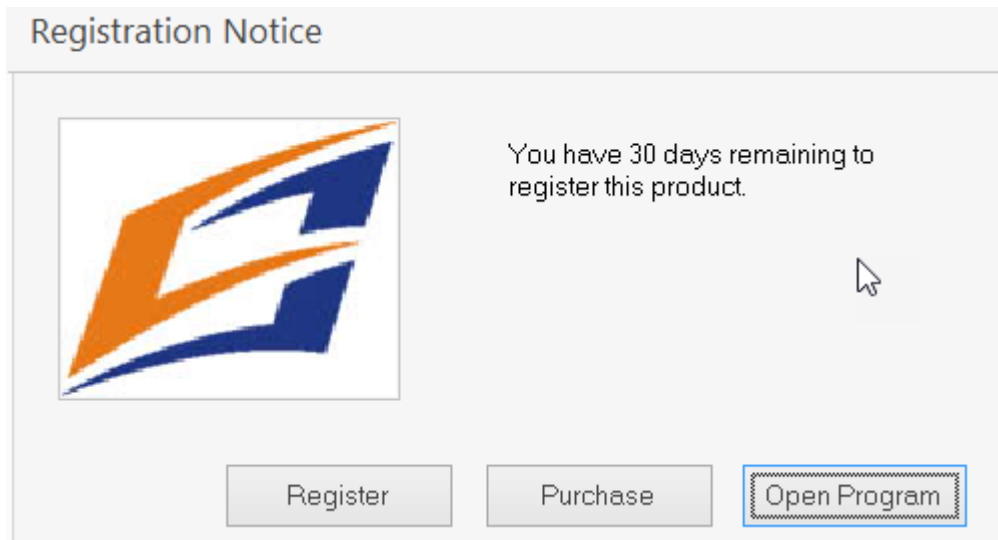 Registration Notice
You have 30 days remaining to
register this product.
Register
Purchase
Open Program